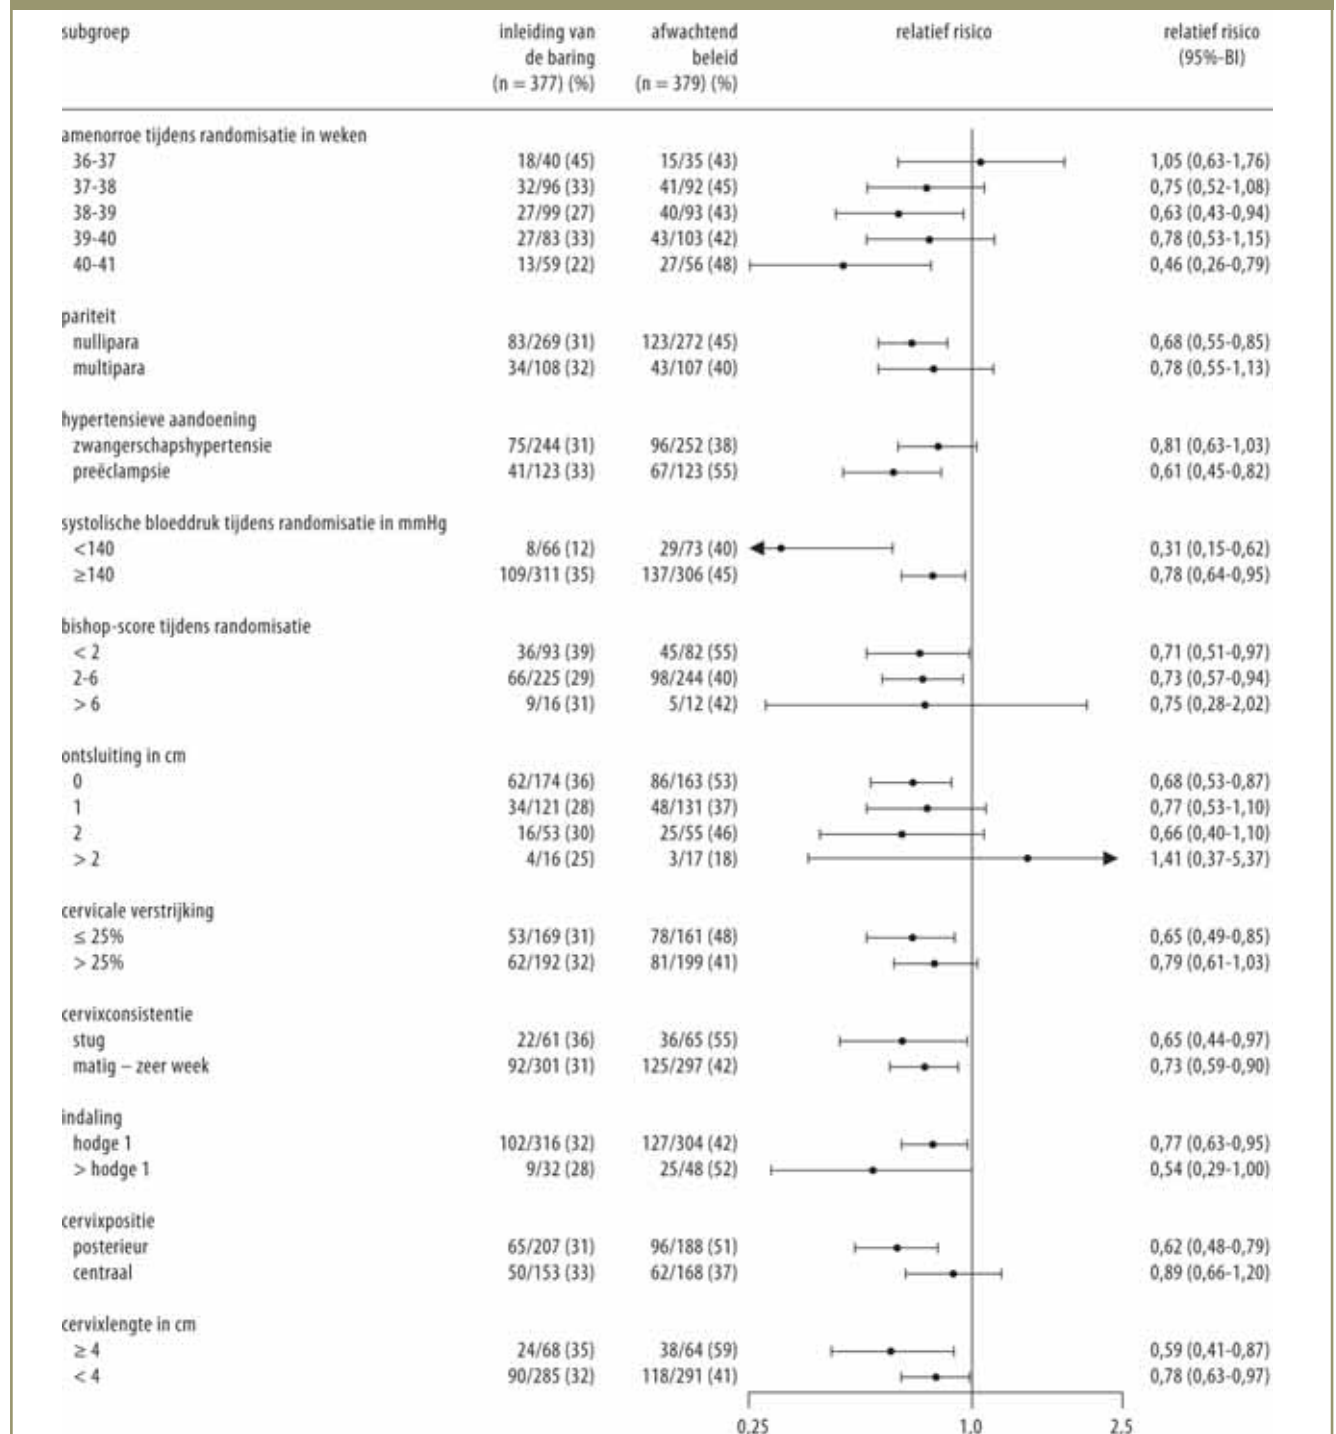 subgroep inleiding van afwachtend relatief risico relatief risico
de baring beleid (95%-BI)
(n = 377) (%) (n = 379) (%)
amenorroe tijdens randomisatie in weken
36-37 18/40 (45) 15/35 (43) 1,05 (0,63-1,76)
37-38 32/96 (33) 41/92 (45) 0,75 (0,52-1,08)
38-39 27/99 (27) 40/93 (43) 0,63 (0,43-0,94)
39-40 27/83 (33) 43/103 (42) 0,78 (0,53-1,15)
40-41 13/59 (22) 27/56 (48) 0,46 (0,26-0,79)
pariteit
nullipara 83/269 (31) 123/272 (45) 0,68 (0,55-0,85)
multipara 34/108 (32) 43/107 (40) 0,78 (0,55-1,13)
hypertensieve aandoening
zwangerschapshypertensie 75/244 (31) 96/252 (38) 0,81 (0,63-1,03)
preëclampsie 41/123 (33) 67/123 (55) 0,61 (0,45-0,82)
systolische bloeddruk tijdens randomisatie in mmHg
<140 8/66 (12) 29/73 (40) 0,31 (0,15-0,62)
≥140 109/311 (35) 137/306 (45) 0,78 (0,64-0,95)
bishop-score tijdens randomisatie
< 2 36/93 (39) 45/82 (55) 0,71 (0,51-0,97)
2-6 66/225 (29) 98/244 (40) 0,73 (0,57-0,94)
> 6 9/16 (31) 5/12 (42) 0,75 (0,28-2,02)
ontsluiting in cm
0 62/174 (36) 86/163 (53) 0,68 (0,53-0,87)
1 34/121 (28) 48/131 (37) 0,77 (0,53-1,10)
2 16/53 (30) 25/55 (46) 0,66 (0,40-1,10)
> 2 4/16 (25) 3/17 (18) 1,41 (0,37-5,37)
cervicale verstrijking
≤ 25% 53/169 (31) 78/161 (48) 0,65 (0,49-0,85)
> 25% 62/192 (32) 81/199 (41) 0,79 (0,61-1,03)
cervixconsistentie
stug 22/61 (36) 36/65 (55) 0,65 (0,44-0,97)
matig – zeer week 92/301 (31) 125/297 (42) 0,73 (0,59-0,90)
indaling
hodge 1 102/316 (32) 127/304 (42) 0,77 (0,63-0,95)
> hodge 1 9/32 (28) 25/48 (52) 0,54 (0,29-1,00)
cervixpositie
posterieur 65/207 (31) 96/188 (51) 0,62 (0,48-0,79)
centraal 50/153 (33) 62/168 (37) 0,89 (0,66-1,20)
cervixlengte in cm
≥ 4 24/68 (35) 38/64 (59) 0,59 (0,41-0,87)
< 4 90/285 (32) 118/291 (41) 0,78 (0,63-0,97)
0.25 1.0 2.5